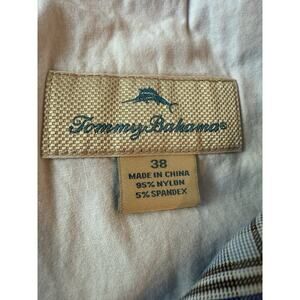 Tommy Bahama®
38
MADE IN CHINA
95% NYLON
5% SPANDEX